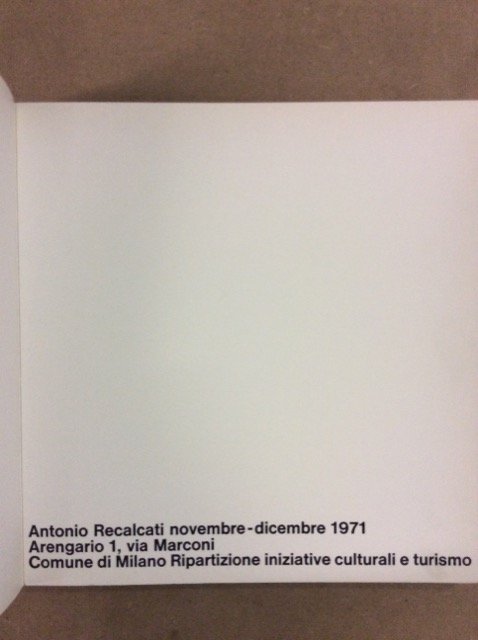 Antonio Recalcati novembre-dicembre 1971
Arengario 1, via Marconi
Comune di Milano Ripartizione iniziative culturali e turismo